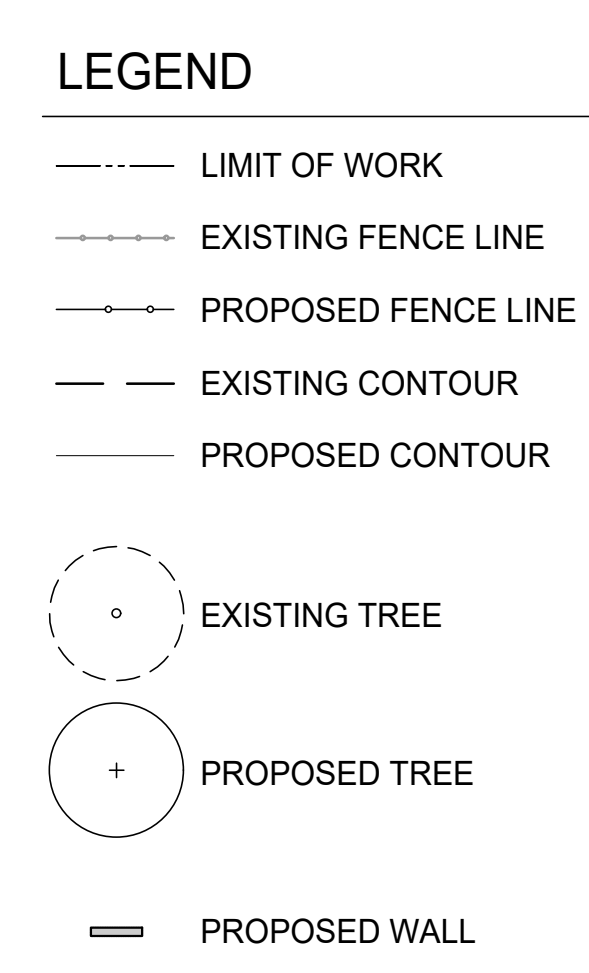 LEGEND
LIMIT OF WORK
EXISTING FENCE LINE
PROPOSED FENCE LINE
EXISTING CONTOUR
PROPOSED CONTOUR
EXISTING TREE
PROPOSED TREE
PROPOSED WALL